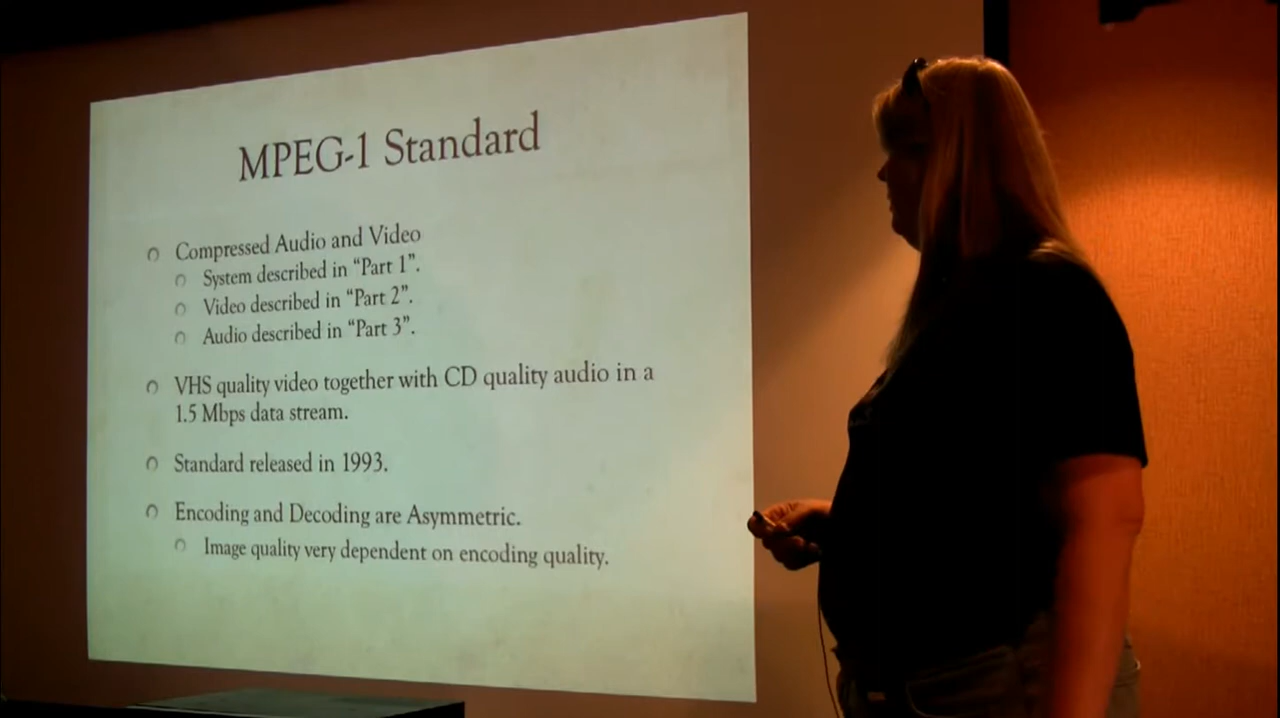 MPEG-1 Standard
Compressed Audio and Video
System described in “Part 1”.
Video described in “Part 2”.
Audio described in “Part 3”.
VHS quality video together with CD quality audio in a
1.5 Mbps data stream.
Standard released in 1993.
Encoding and Decoding are Asymmetric.
Image quality very dependent on encoding quality.